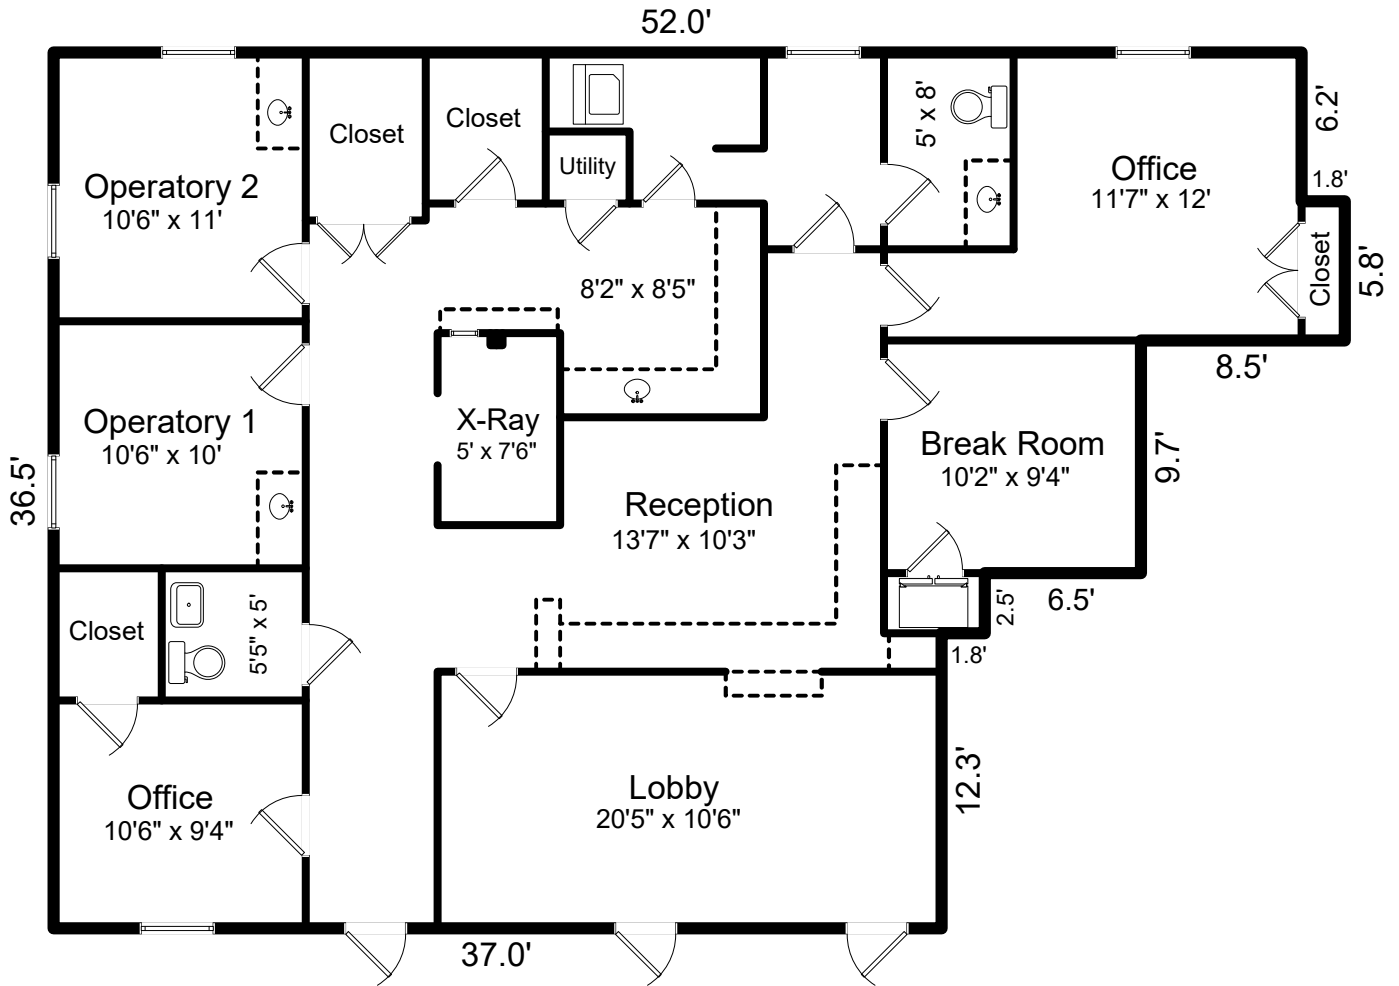 52.0'
6.2'
5' x 8'
Closet
Closet
Utility
Office
11'7" x 12'
1.8'
Operatory 2
10'6" x 11'
Closet
5.8'
8'2" x 8'5"
8.5'
Operatory 1
10'6" x 10'
X-Ray
5' x 7'6"
Break Room
10'2" x 9'4"
9.7'
36.5'
Reception
13'7" x 10'3"
Closet
5'5" x 5'
2.5'
6.5'
1.8'
Office
10'6" x 9'4"
Lobby
20'5" x 10'6"
12.3'
37.0'